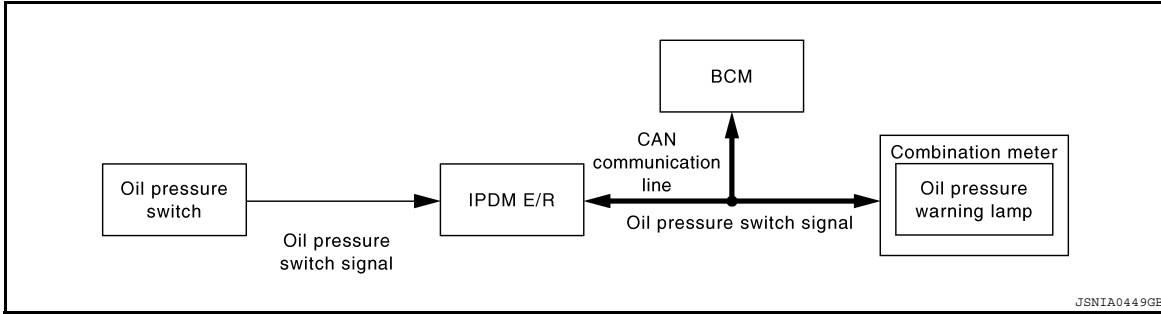 BCM
CAN
communication
line
Oil pressure
switch
IPDM E/R
Combination meter
Oil pressure
warning lamp
Oil pressure switch signal
Oil pressure
switch signal
JSNIA0449GB